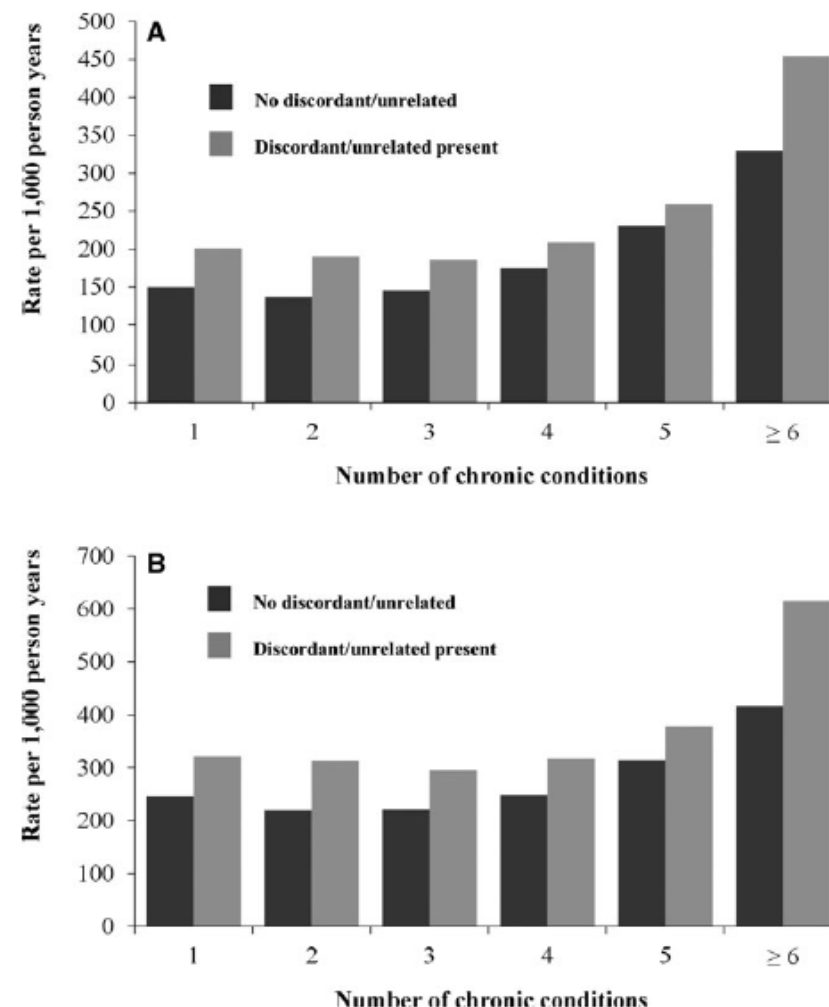 A
Rate per 1,000 person years
500
450
400
350
300
250
200
150
100
50
0
No discordant/unrelated
Discordant/unrelated present
1 2 3 4 5 ≥ 6
Number of chronic conditions
B
Rate per 1,000 person years
700
600
500
400
300
200
100
0
No discordant/unrelated
Discordant/unrelated present
1 2 3 4 5 ≥ 6
Number of chronic conditions